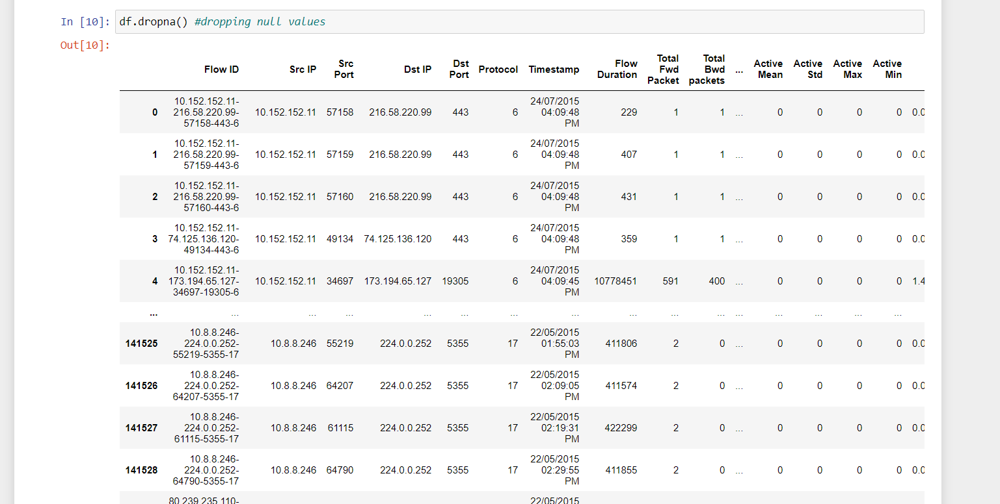 In [10]: df.dropna() #dropping null values
Out[10]:
Flow ID Src IP Src Port Dst IP Dst Port Protocol Timestamp Flow Duration Total Fwd Packet Total Bwd packets ... Active Mean Active Std Active Max Active Min
0 10.152.152.11-216.58.220.99-57158-443-6 10.152.152.11 57158 216.58.220.99 443 6 24/07/2015 04:09:48 PM 229 1 1 ... 0 0 0 0 0.0
1 10.152.152.11-216.58.220.99-57159-443-6 10.152.152.11 57159 216.58.220.99 443 6 24/07/2015 04:09:48 PM 407 1 1 ... 0 0 0 0 0.0
2 10.152.152.11-216.58.220.99-57160-443-6 10.152.152.11 57160 216.58.220.99 443 6 24/07/2015 04:09:48 PM 431 1 1 ... 0 0 0 0 0.0
3 10.152.152.11-74.125.136.120-49134-443-6 10.152.152.11 49134 74.125.136.120 443 6 24/07/2015 04:09:48 PM 359 1 1 ... 0 0 0 0 0.0
4 10.152.152.11-173.194.65.127-34697-19305-6 10.152.152.11 34697 173.194.65.127 19305 6 24/07/2015 04:09:45 PM 10778451 591 400 ... 0 0 0 0 1.4
... ... ... ... ... ... ... ... ... ... ... ... ... ... ... ...
141525 10.8.8.246-224.0.0.252-55219-5355-17 10.8.8.246 55219 224.0.0.252 5355 17 22/05/2015 01:55:03 PM 411806 2 0 ... 0 0 0 0 0.0
141526 10.8.8.246-224.0.0.252-64207-5355-17 10.8.8.246 64207 224.0.0.252 5355 17 22/05/2015 02:09:05 PM 411574 2 0 ... 0 0 0 0 0.0
141527 10.8.8.246-224.0.0.252-61115-5355-17 10.8.8.246 61115 224.0.0.252 5355 17 22/05/2015 02:19:31 PM 422299 2 0 ... 0 0 0 0 0.0
141528 10.8.8.246-224.0.0.252-64790-5355-17 10.8.8.246 64790 224.0.0.252 5355 17 22/05/2015 02:29:55 PM 411855 2 0 ... 0 0 0 0 0.0
80.239.235.110- 22/05/2015